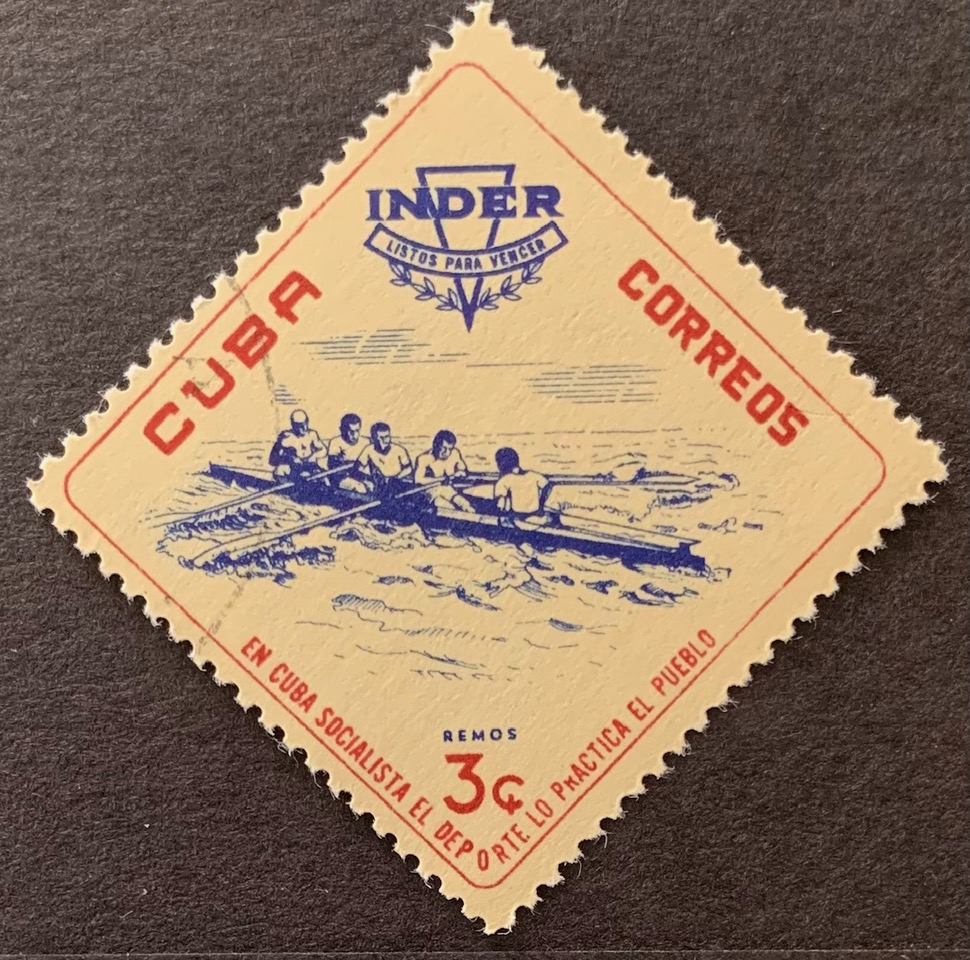 INDER
LISTOS PARA VENCER
CUBA
CORREOS
REMOS
3¢
EN CUBA SOCIALISTA EL DEPORTE LO PRACTICA EL PUEBLO